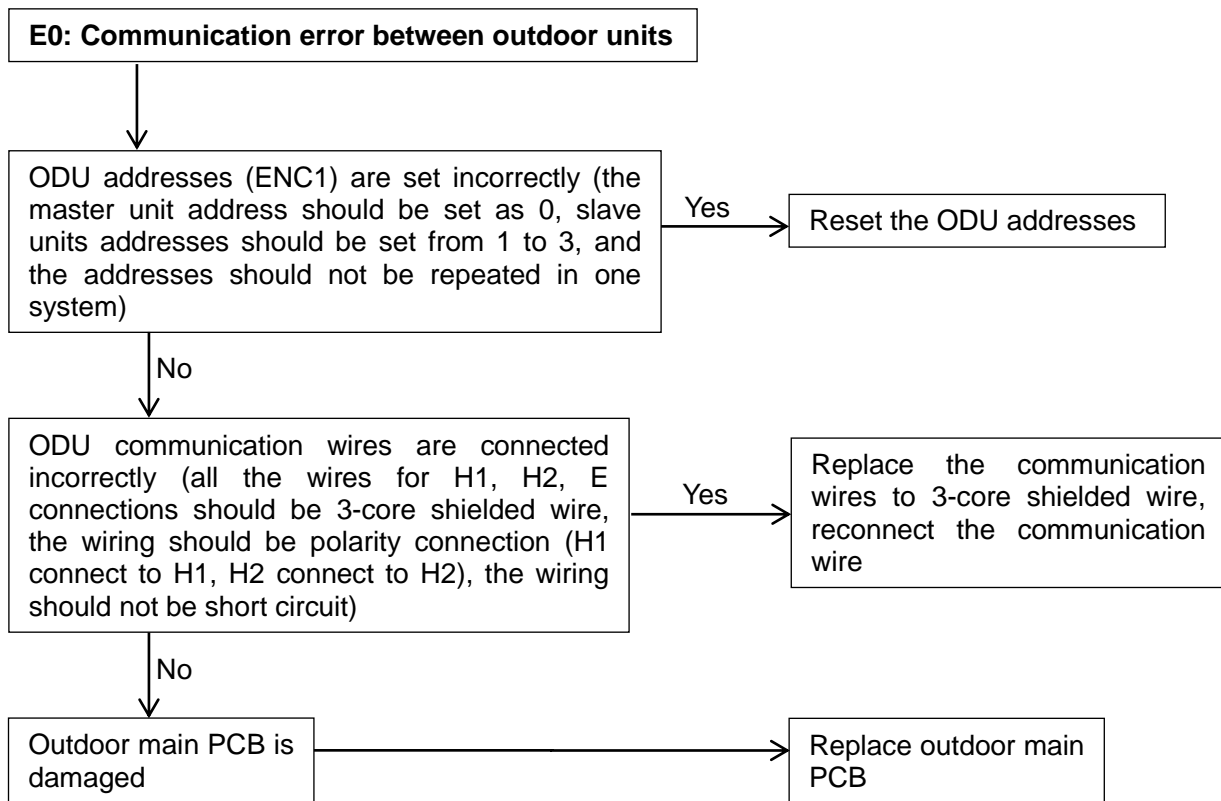 E0: Communication error between outdoor units
ODU addresses (ENC1) are set incorrectly (the
master unit address should be set as 0, slave
units addresses should be set from 1 to 3, and
the addresses should not be repeated in one
system)
Yes
Reset the ODU addresses
No
ODU communication wires are connected
incorrectly (all the wires for H1, H2, E
connections should be 3-core shielded wire,
the wiring should be polarity connection (H1
connect to H1, H2 connect to H2), the wiring
should not be short circuit)
Yes
Replace the communication
wires to 3-core shielded wire,
reconnect the communication
wire
No
Outdoor main PCB is
damaged
Replace outdoor main
PCB